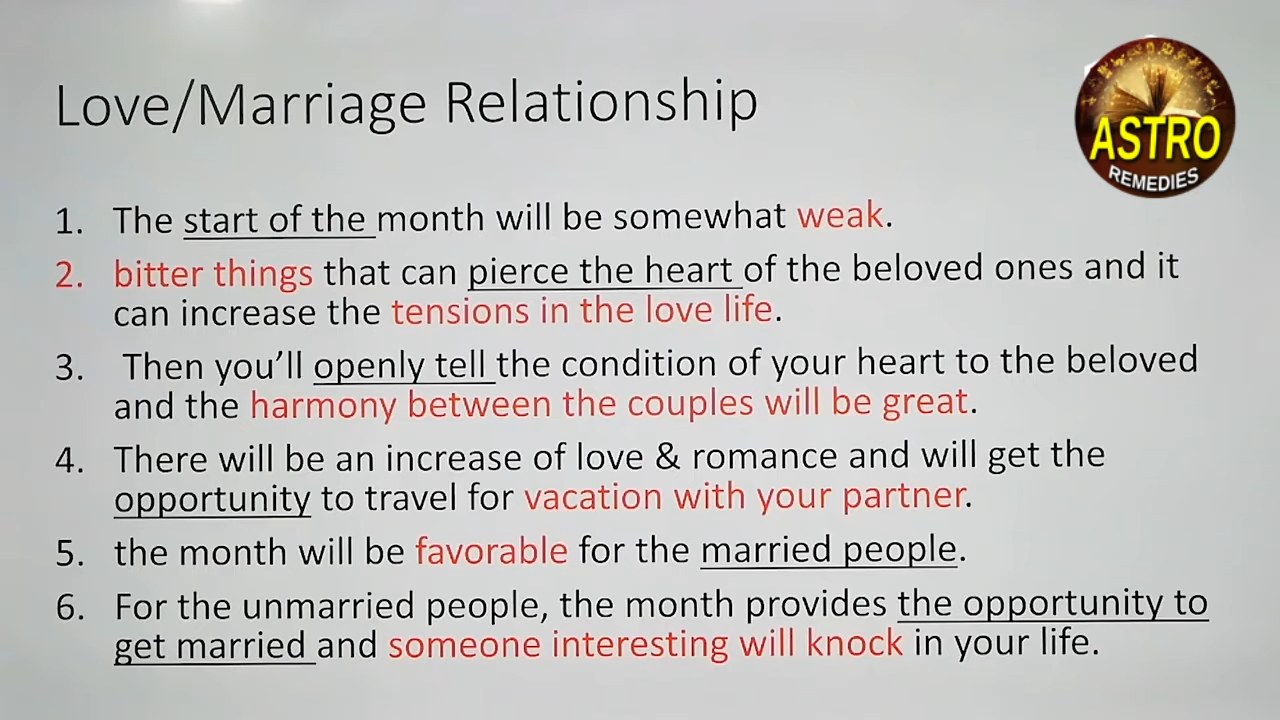 Love/Marriage Relationship
ASTRO
REMEDIES
1. The start of the month will be somewhat weak.
2. bitter things that can pierce the heart of the beloved ones and it
can increase the tensions in the love life.
3. Then you’ll openly tell the condition of your heart to the beloved
and the harmony between the couples will be great.
4. There will be an increase of love & romance and will get the
opportunity to travel for vacation with your partner.
5. the month will be favorable for the married people.
6. For the unmarried people, the month provides the opportunity to
get married and someone interesting will knock in your life.